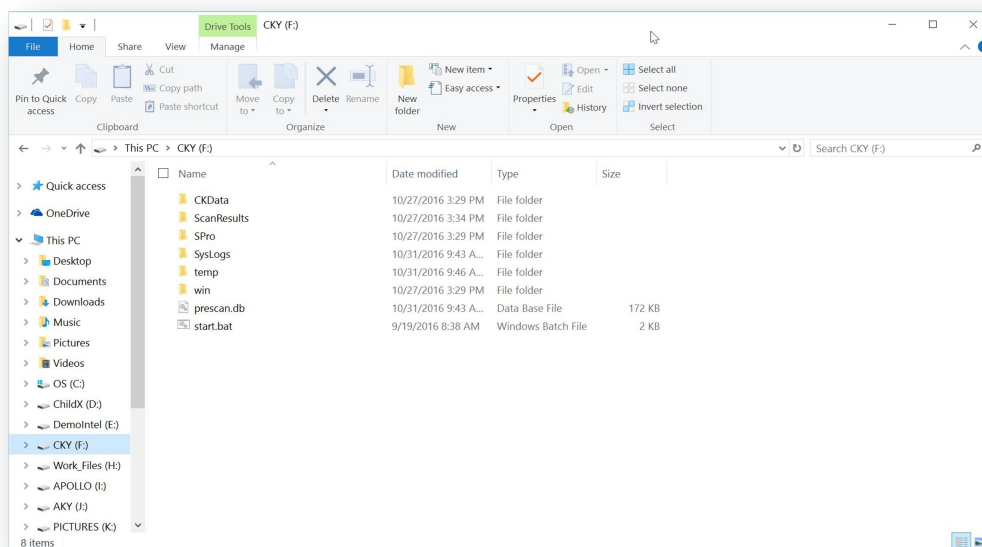 Drive Tools CKY (F:)
File Home Share View Manage
Pin to Quick access
Copy
Paste
Cut
Copy path
Paste shortcut
Clipboard
Move to
Copy to
Delete
Rename
Organize
New folder
New item
Easy access
New
Properties
Open
Edit
History
Open
Select all
Select none
Invert selection
Select
This PC > CKY (F:)
Search CKY (F:)
Quick access
OneDrive
This PC
Desktop
Documents
Downloads
Music
Pictures
Videos
OS (C:)
ChildX (D:)
DemoIntel (E:)
CKY (F:)
Work_Files (H:)
APOLLO (I:)
AKY (J:)
PICTURES (K:)
Name Date modified Type Size
CKData 10/27/2016 3:29 PM File folder
ScanResults 10/27/2016 3:34 PM File folder
SPro 10/27/2016 3:29 PM File folder
SysLogs 10/31/2016 9:43 A... File folder
temp 10/31/2016 9:46 A... File folder
win 10/27/2016 3:29 PM File folder
prescan.db 10/31/2016 9:43 A... Data Base File 172 KB
start.bat 9/19/2016 8:38 AM Windows Batch File 2 KB
8 items